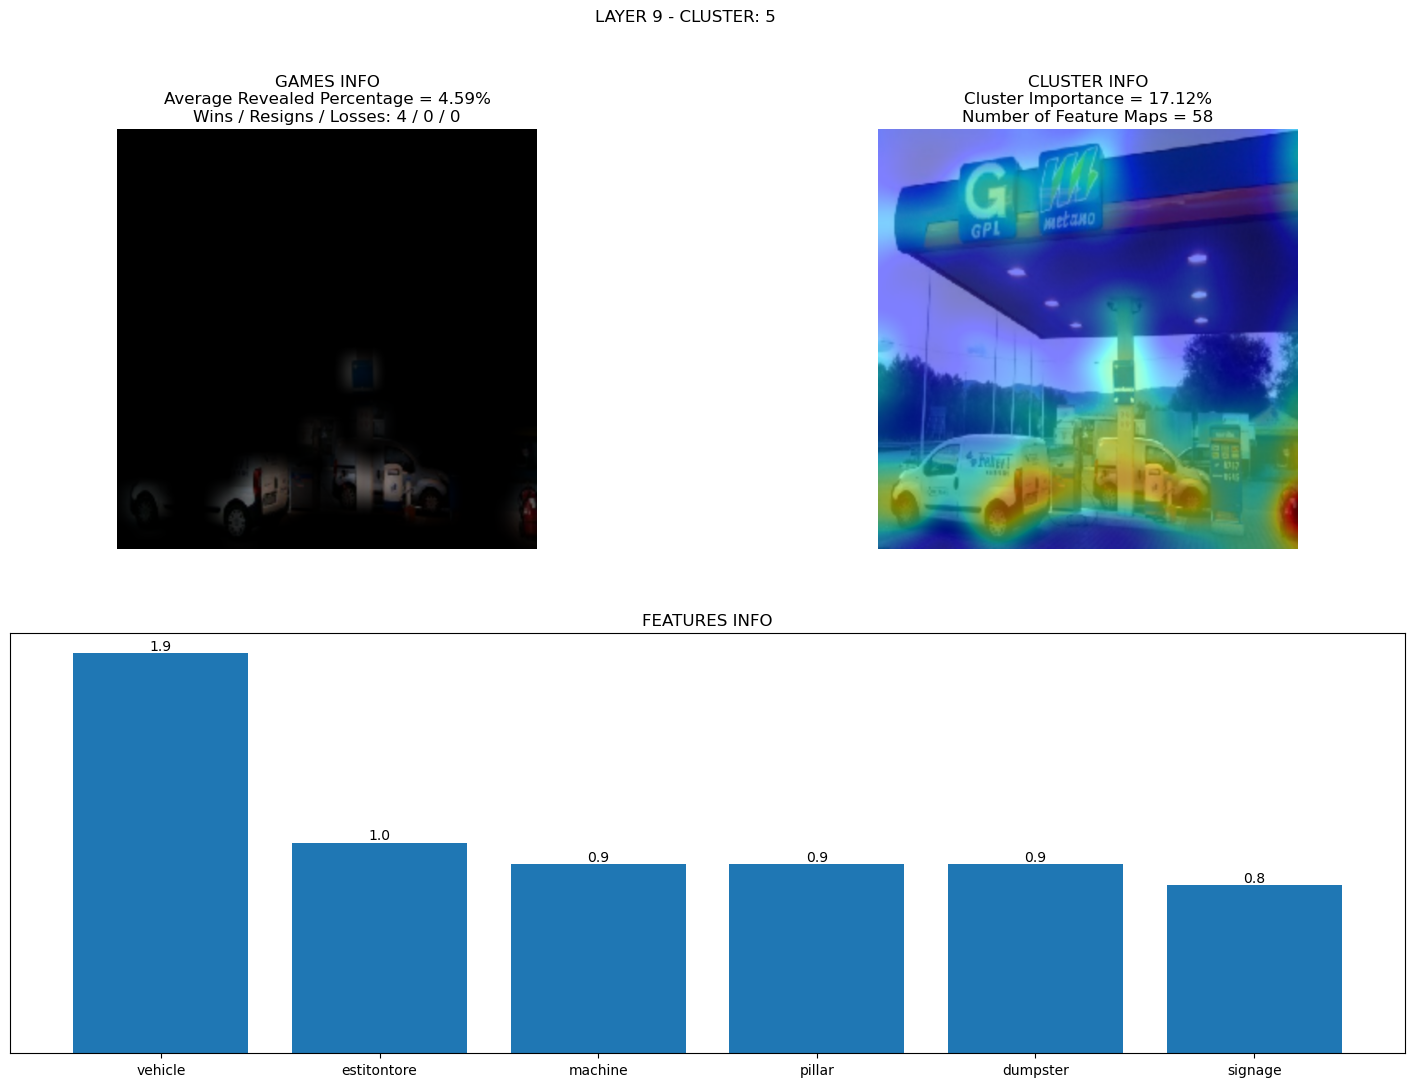 LAYER 9 - CLUSTER: 5
GAMES INFO
Average Revealed Percentage = 4.59%
Wins / Resigns / Losses: 4 / 0 / 0
CLUSTER INFO
Cluster Importance = 17.12%
Number of Feature Maps = 58
G
GPL
metano
FEATURES INFO
1.9
1.0
0.9
0.9
0.9
0.8
vehicle
estitontore
machine
pillar
dumpster
signage